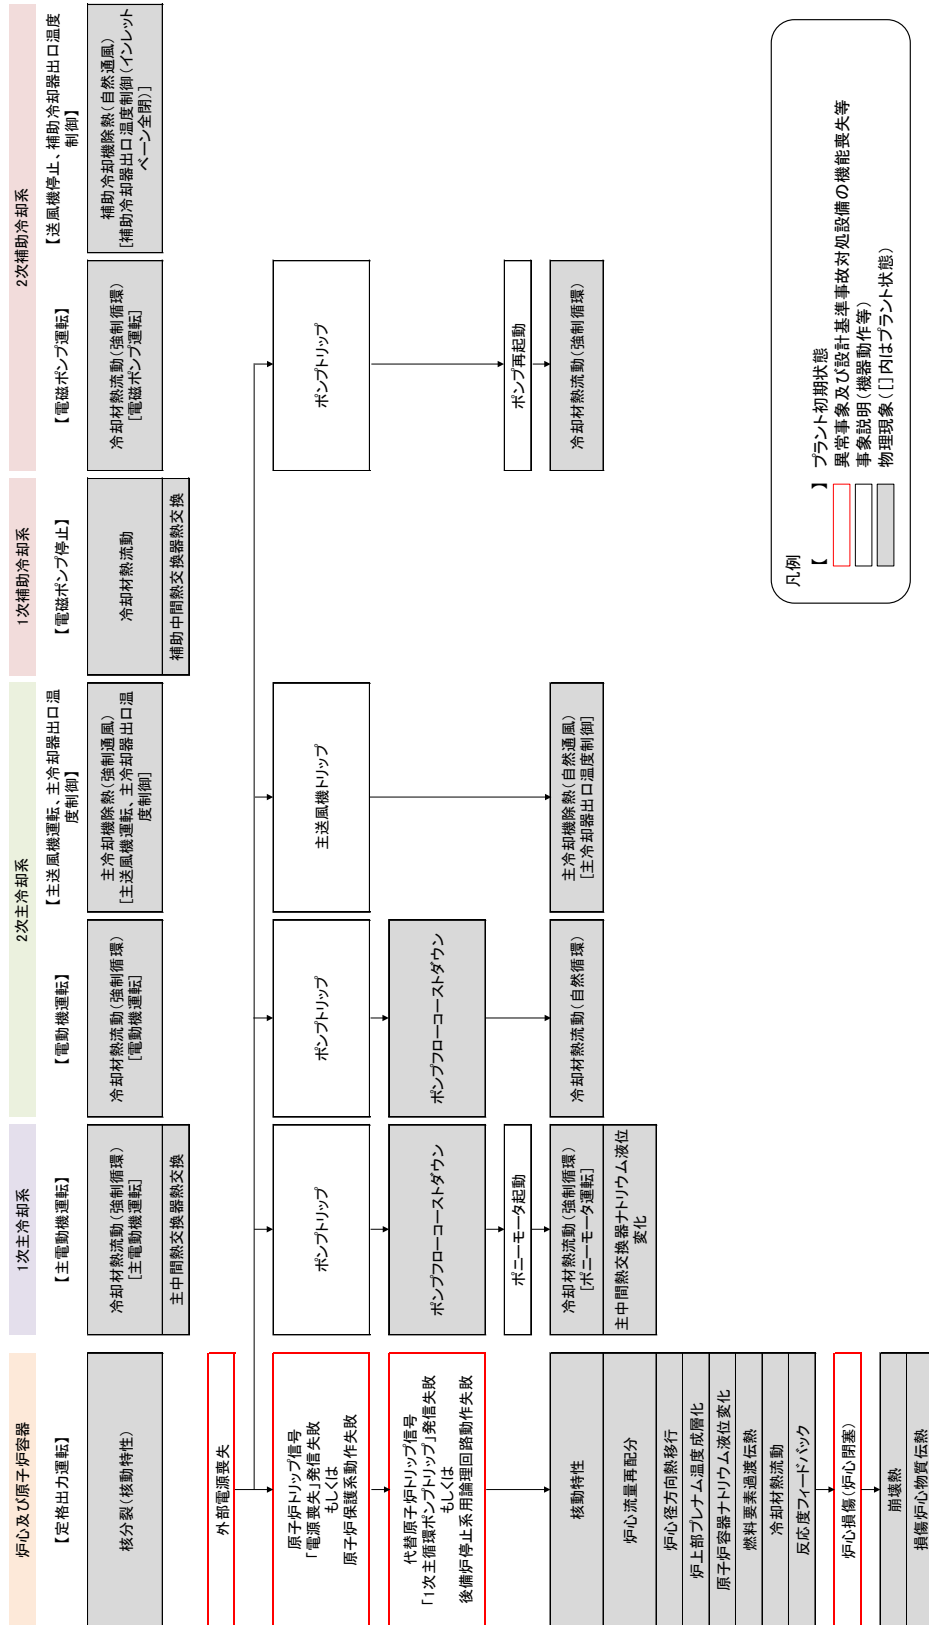 炉心及び原子炉容器
【定格出力運転】
核分裂（核動特性）
外部電源喪失
原子炉トリップ信号
「電源喪失」発信失敗
もしくは
原子炉保護系動作失敗
代替原子炉トリップ信号
「1次主循環ポンプトリップ」発信失敗
もしくは
後備炉停止系用論理回路動作失敗
核動特性
炉心流量再配分
炉心径方向熱移行
炉上部プレナム温度成層化
原子炉容器ナトリウム液位変化
燃料要素過渡伝熱
冷却材熱流動
反応度フィードバック
炉心損傷（炉心閉塞）
崩壊熱
損傷炉心物質伝熱
1次主冷却系
【主電動機運転】
冷却材熱流動（強制循環）
［主電動機運転］
主中間熱交換器熱交換
ポンプトリップ
ポンプフローコーストダウン
ポニーモータ起動
冷却材熱流動（強制循環）
［ポニーモータ運転］
主中間熱交換器ナトリウム液位
変化
2次主冷却系
【電動機運転】
冷却材熱流動（強制循環）
［電動機運転］
ポンプトリップ
ポンプフローコーストダウン
冷却材熱流動（自然循環）
【主送風機運転、主冷却器出口温
度制御】
主冷却機除熱（強制通風）
［主送風機運転、主冷却器出口温
度制御］
主送風機トリップ
主冷却機除熱（自然通風）
［主冷却器出口温度制御］
1次補助冷却系
【電磁ポンプ停止】
冷却材熱流動
補助中間熱交換器熱交換
2次補助冷却系
【電磁ポンプ運転】
冷却材熱流動（強制循環）
［電磁ポンプ運転］
ポンプトリップ
ポンプ再起動
冷却材熱流動（強制循環）
【送風機停止、補助冷却器出口温度
制御】
補助冷却機除熱（自然通風）
［補助冷却器出口温度制御（インレット
ベーン全閉）］
凡例
【　　】 プラント初期状態
異常事象及び設計基準事故対処設備の機能喪失等
事象説明（機器動作等）
物理現象（［］内はプラント状態）